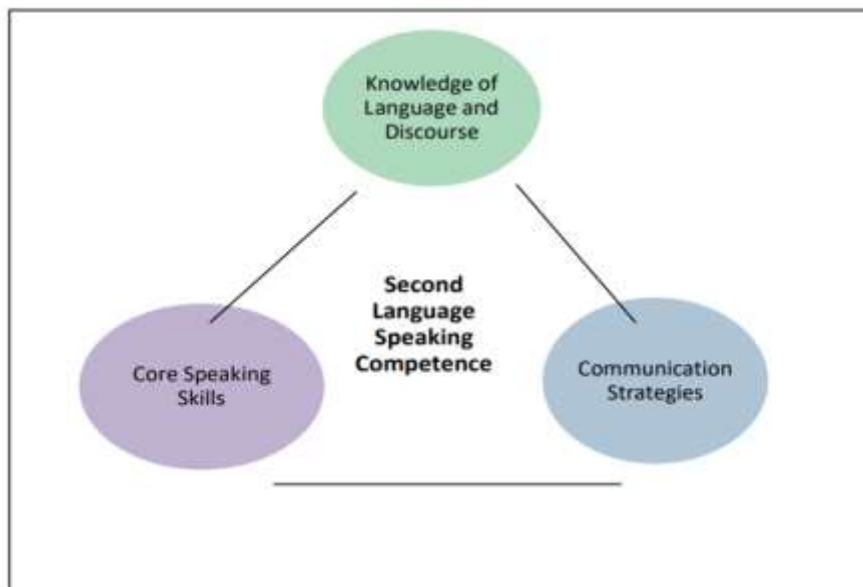 Knowledge of
Language and
Discourse
Second
Language
Speaking
Competence
Core Speaking
Skills
Communication
Strategies